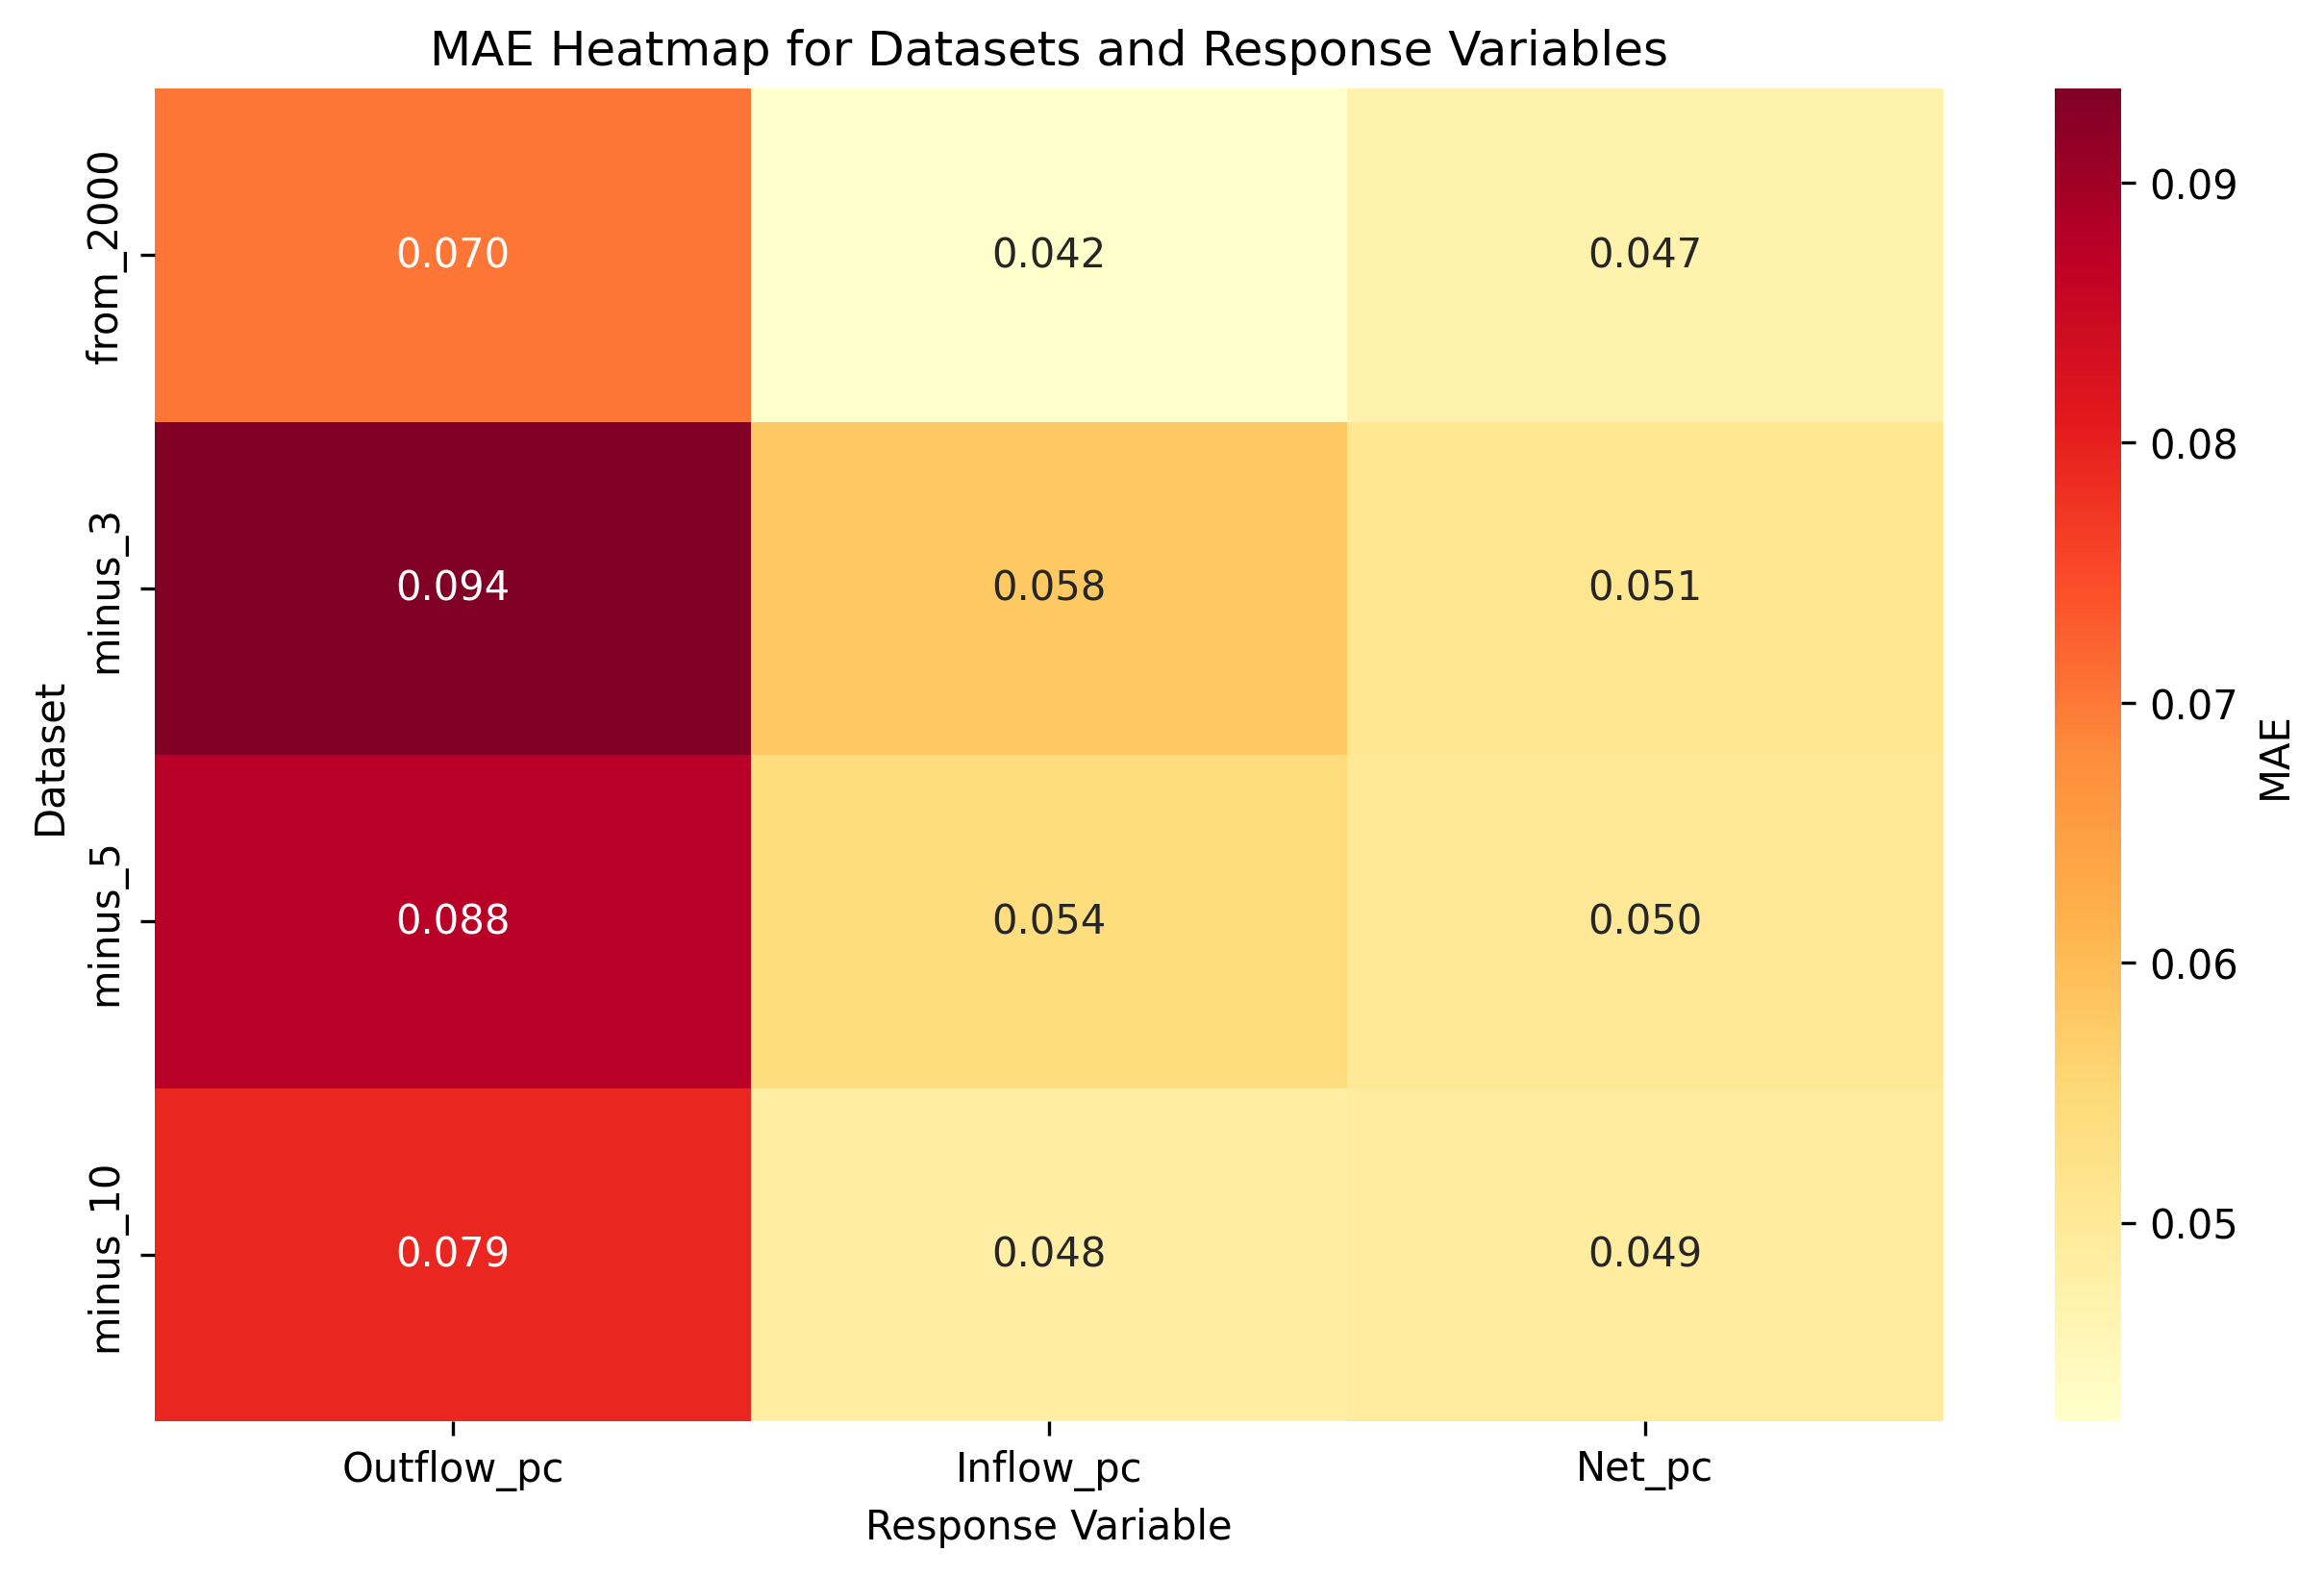 MAE Heatmap for Datasets and Response Variables
Dataset
from_2000
0.070
0.042
0.047
minus_3
0.094
0.058
0.051
minus_5
0.088
0.054
0.050
minus_10
0.079
0.048
0.049
Outflow_pc
Inflow_pc
Net_pc
Response Variable
0.09
0.08
0.07
0.06
0.05
MAE